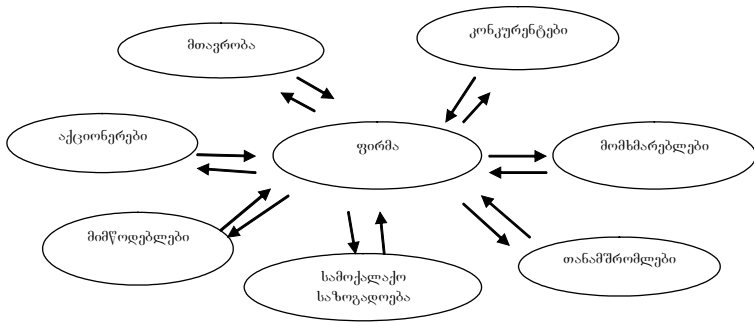 მთავრობა
კონკურენტები
აქციონერები
ფირმა
მომხმარებლები
მიმწოდებლები
სამოქალაქო
საზოგადოება
თანამშრომლები